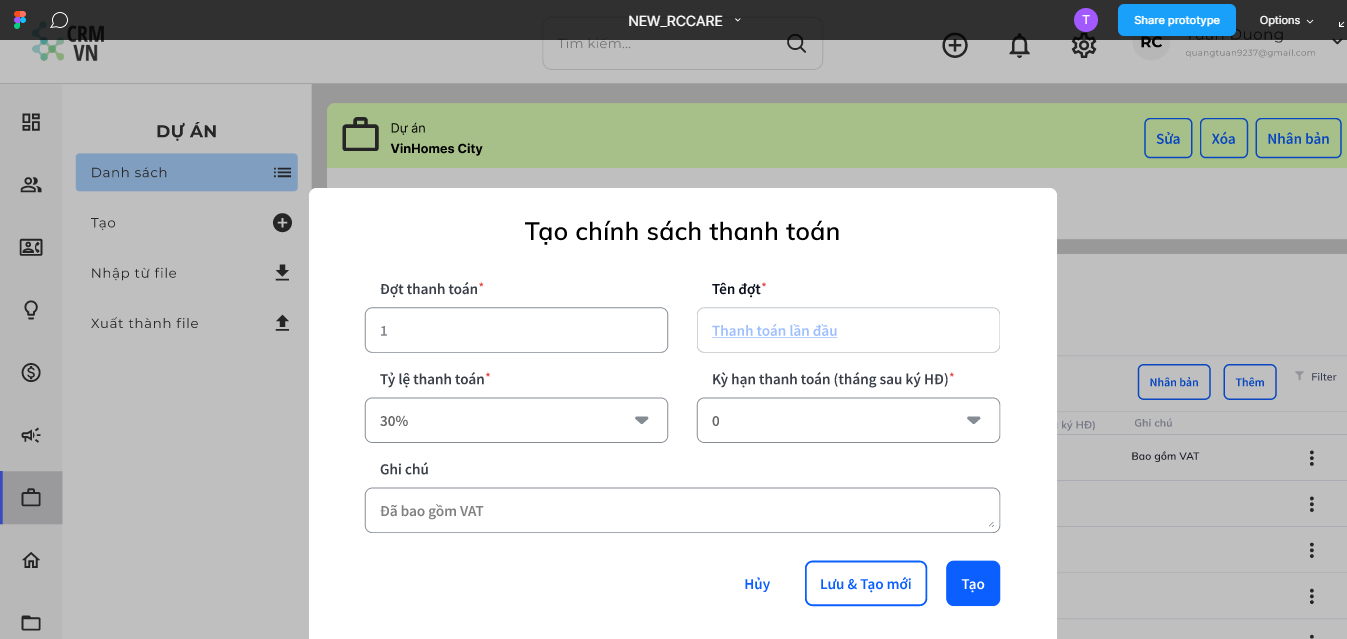 NEW_RCCARE
T
Share prototype
Options
CRM
VN
Tìm kiếm...
RC
Tuấn Dương
quangtuan9237@gmail.com
DỰ ÁN
Danh sách
Tạo
Nhập từ file
Xuất thành file
Dự án
VinHomes City
Sửa
Xóa
Nhân bản
Tạo chính sách thanh toán
Đợt thanh toán*
Tên đợt*
1
Thanh toán lần đầu
Tỷ lệ thanh toán*
Kỳ hạn thanh toán (tháng sau ký HĐ)*
30%
0
Ghi chú
Đã bao gồm VAT
Hủy
Lưu & Tạo mới
Tạo
Nhân bản
Thêm
Filter
ký HĐ)
Ghi chú
Bao gồm VAT